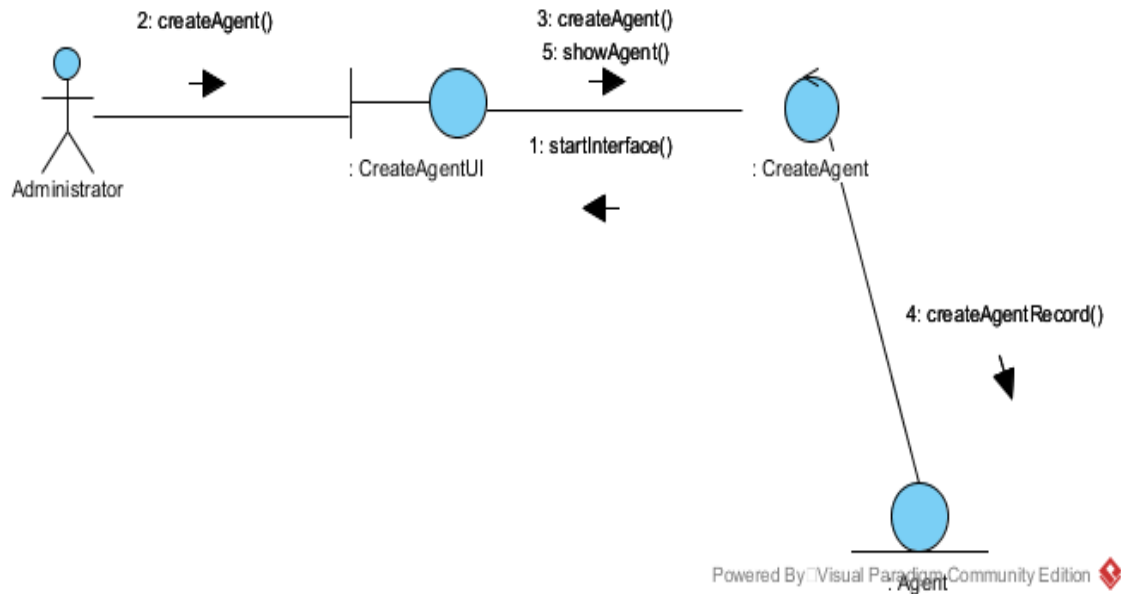 2: createAgent()
3: createAgent()
5: showAgent()
1: startInterface()
: CreateAgentUI
: CreateAgent
Administrator
4: createAgentRecord()
Powered By Visual Paradigm Community Edition
: Agent